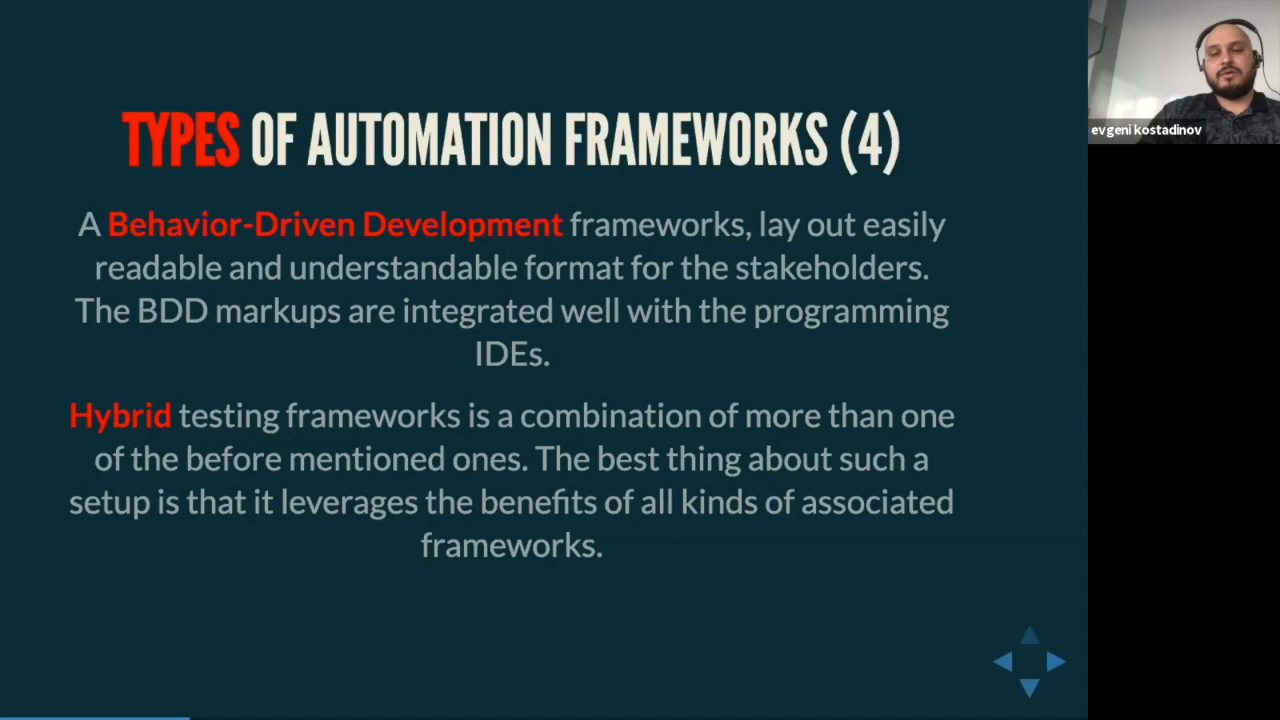 TYPES OF AUTOMATION FRAMEWORKS (4)
A Behavior-Driven Development frameworks, lay out easily
readable and understandable format for the stakeholders.
The BDD markups are integrated well with the programming
IDEs.
Hybrid testing frameworks is a combination of more than one
of the before mentioned ones. The best thing about such a
setup is that it leverages the benefits of all kinds of associated
frameworks.
evgeni kostadinov